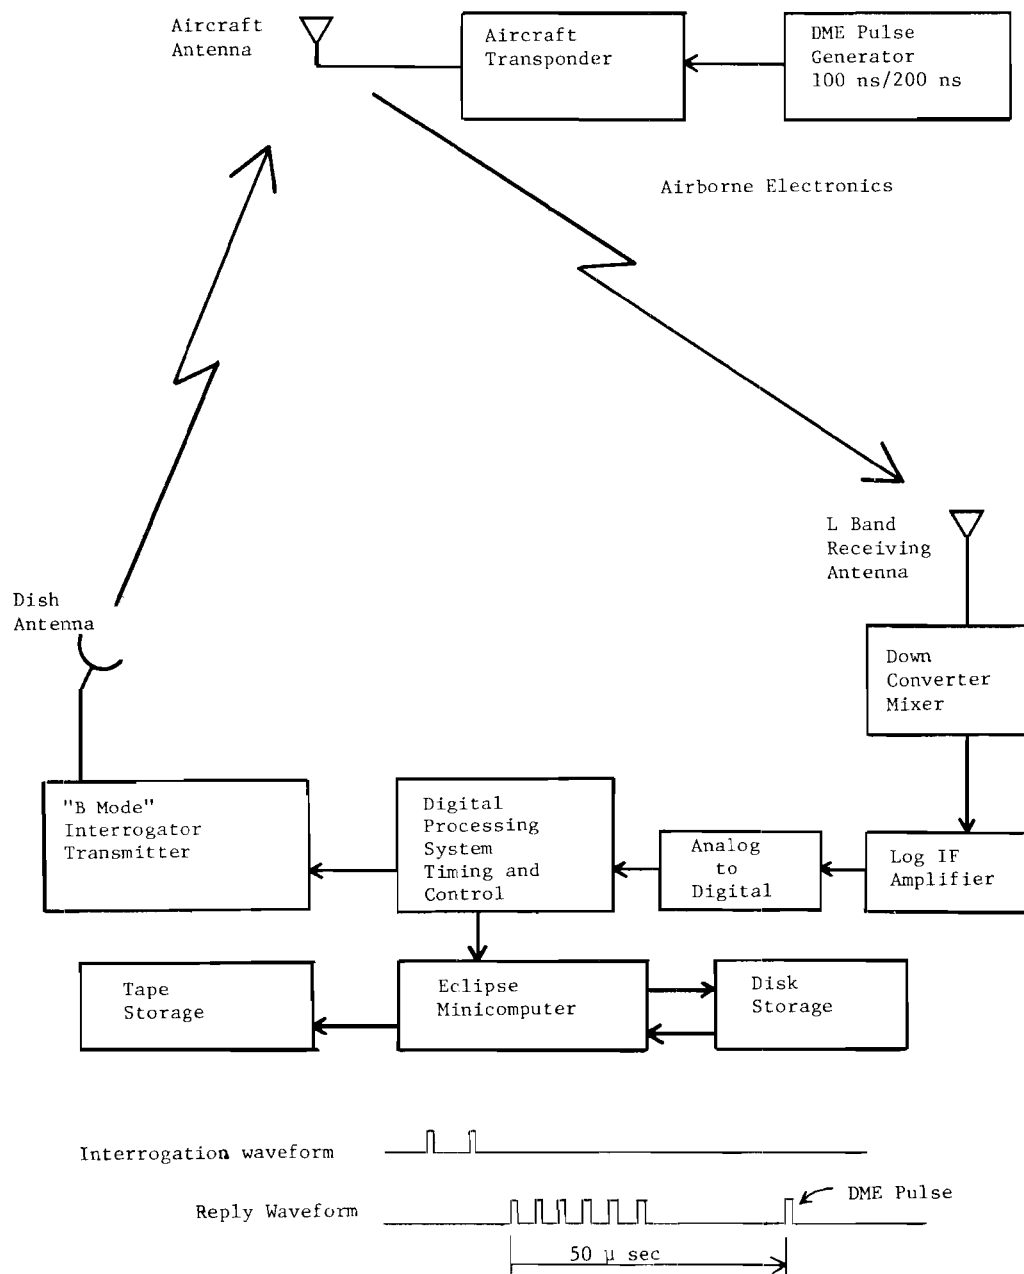 Aircraft
Antenna
Aircraft
Transponder
DME Pulse
Generator
100 ns/200 ns
Airborne Electronics
L Band
Receiving
Antenna
Dish
Antenna
Down
Converter
Mixer
"B Mode"
Interrogator
Transmitter
Digital
Processing
System
Timing and
Control
Analog
to
Digital
Log IF
Amplifier
Tape
Storage
Eclipse
Minicomputer
Disk
Storage
Interrogation waveform
Reply Waveform
DME Pulse
50 μ sec